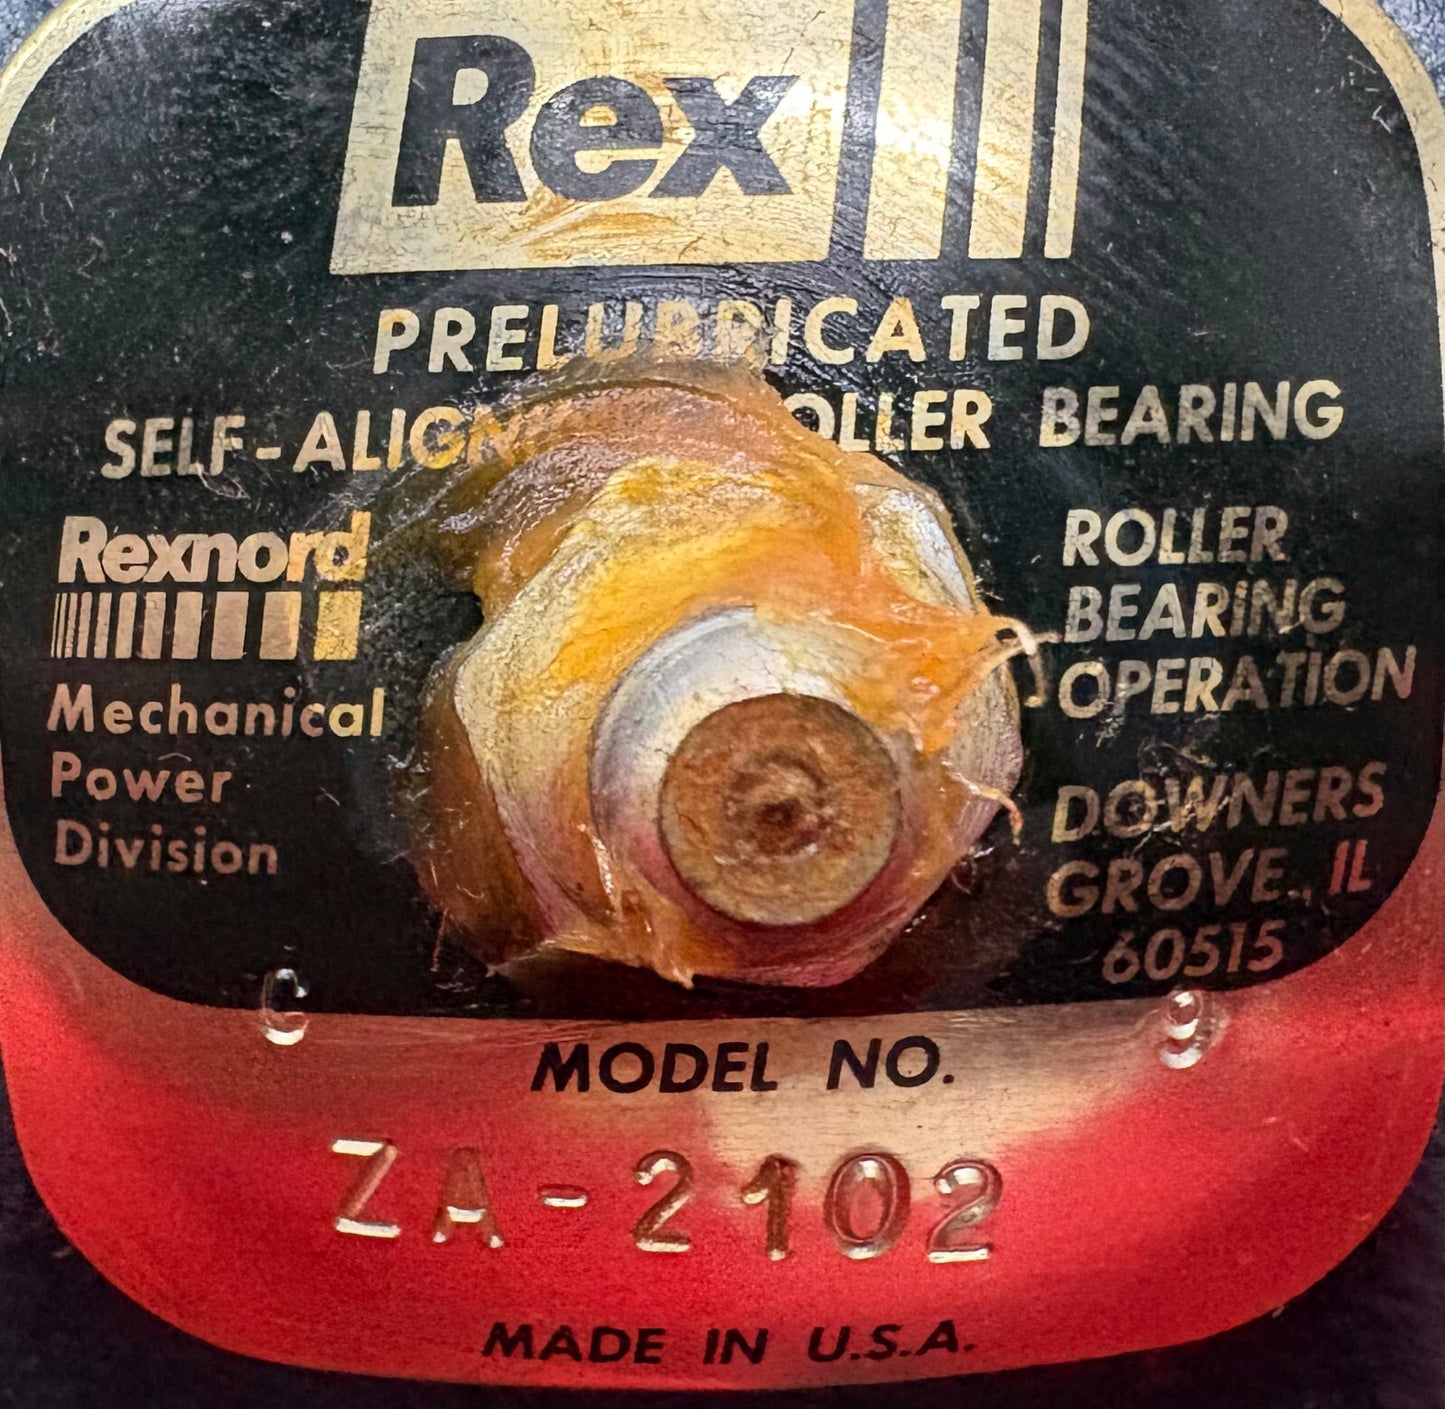 Rex
PRELUBRICATED
SELF-ALIGN OLLER BEARING
Rexnord
Mechanical
Power
Division
ROLLER
BEARING
OPERATION
DOWNERS
GROVE, IL
60515
C 9
MODEL NO.
ZA-2102
MADE IN U.S.A.